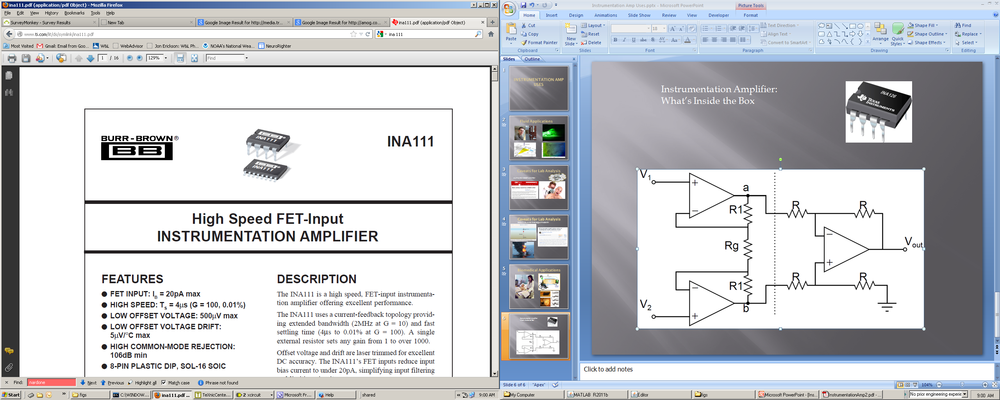 ina111.pdf (application/pdf Object) - Mozilla Firefox
File Edit View History Bookmarks Tools Help
SurveyMonkey - Survey Results
New Tab
Google Image Result for http://media.tr...
Google Image Result for http://amog.co...
ina111.pdf (application/pdf Object)
www.ti.com/lit/ds/symlink/ina111.pdf
ina 111
Most Visited Gmail: Email from Goo... W&L WebAdvisor Jon Erickson: W&L Ph... NOAA's National Wea... NeuroRighter
1 / 16 129% Find
BURR-BROWN®
BB
INA111
INA111
INA111
High Speed FET-Input
INSTRUMENTATION AMPLIFIER
FEATURES
● FET INPUT: IB = 20pA max
● HIGH SPEED: Ts = 4µs (G = 100, 0.01%)
● LOW OFFSET VOLTAGE: 500µV max
● LOW OFFSET VOLTAGE DRIFT:
5µV/°C max
● HIGH COMMON-MODE REJECTION:
106dB min
● 8-PIN PLASTIC DIP, SOL-16 SOIC
DESCRIPTION
The INA111 is a high speed, FET-input instrumenta-
tion amplifier offering excellent performance.
The INA111 uses a current-feedback topology provid-
ing extended bandwidth (2MHz at G = 10) and fast
settling time (4µs to 0.01% at G = 100). A single
external resistor sets any gain from 1 to over 1000.
Offset voltage and drift are laser trimmed for excellent
DC accuracy. The INA111's FET inputs reduce input
bias current to under 20pA, simplifying input filtering
Find: nardone Next Previous Highlight all Match case Phrase not found
Start figs C:\WINDOW... ina111.pdf ... TeXnicCente... 2 xcircuit Microsoft Fr... Help shared 9:00 AM
Instrumentation Amp Uses.pptx - Microsoft PowerPoint
Picture Tools
Home Insert Design Animations Slide Show Review View Developer Format
Paste
Cut
Copy
Format Painter
Clipboard
New Slide
Layout
Reset
Delete
Slides
18
B I U abc S AV Aa A
Font
Text Direction
Align Text
Convert to SmartArt
Paragraph
Arrange
Quick Styles
Shape Fill
Shape Outline
Shape Effects
Drawing
Find
Replace
Select
Editing
Slides Outline
1
INSTRUMENTATION AMP
USES
2
Fluid Applications
3
Caveats for Lab Analysis
4
Caveats for Lab Analysis
5
Biomedical Applications
6
Instrumentation Amplifier:
What's Inside the Box
Instrumentation Amplifier:
What's Inside the Box
INA126
TEXAS
INSTRUMENTS
V1
+
−
a
R1
Rg
R1
b
−
+
V2
R
R
−
+
Vout
R
R
Click to add notes
Slide 6 of 6 "Apex" 104%
My Computer MATLAB R2011b Editor figs Microsoft PowerPoint - [Ins... InstrumentationAmp2.pdf - ... No prior engineering experie 9:00 AM